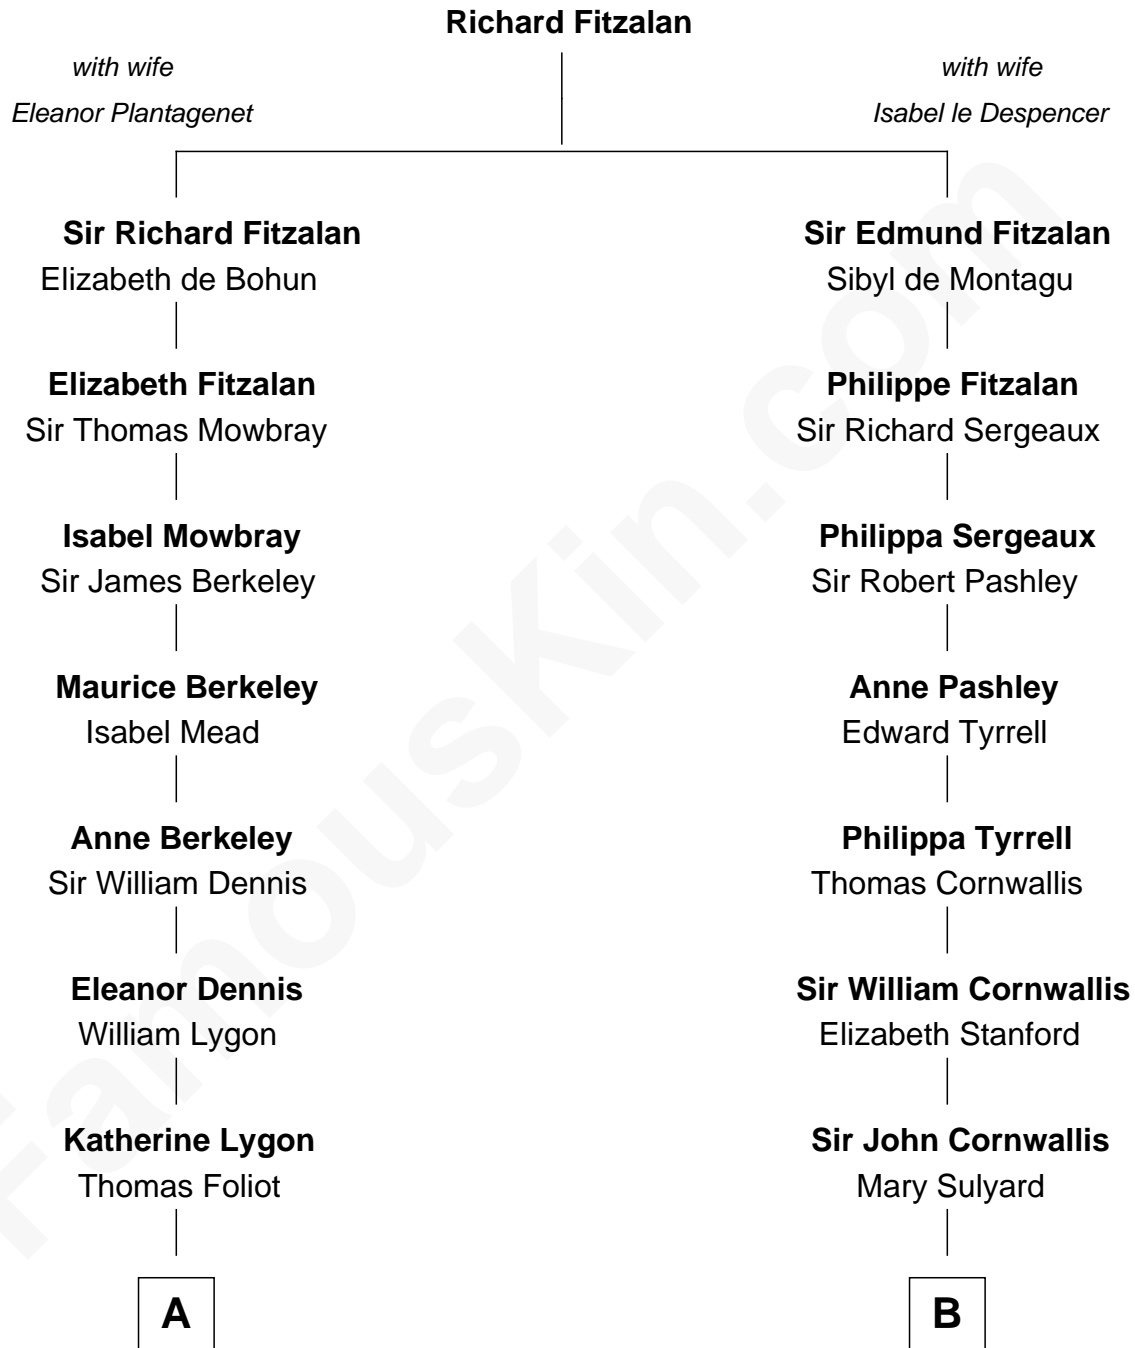 Richard Fitzalan
with wife
Eleanor Plantagenet
with wife
Isabel le Despencer
Sir Richard Fitzalan
Elizabeth de Bohun
Sir Edmund Fitzalan
Sibyl de Montagu
Elizabeth Fitzalan
Sir Thomas Mowbray
Philippe Fitzalan
Sir Richard Sergeaux
Isabel Mowbray
Sir James Berkeley
Philippa Sergeaux
Sir Robert Pashley
Maurice Berkeley
Isabel Mead
Anne Pashley
Edward Tyrrell
Anne Berkeley
Sir William Dennis
Philippa Tyrrell
Thomas Cornwallis
Eleanor Dennis
William Lygon
Sir William Cornwallis
Elizabeth Stanford
Katherine Lygon
Thomas Foliot
Sir John Cornwallis
Mary Sulyard
A
B
FamousKin.com